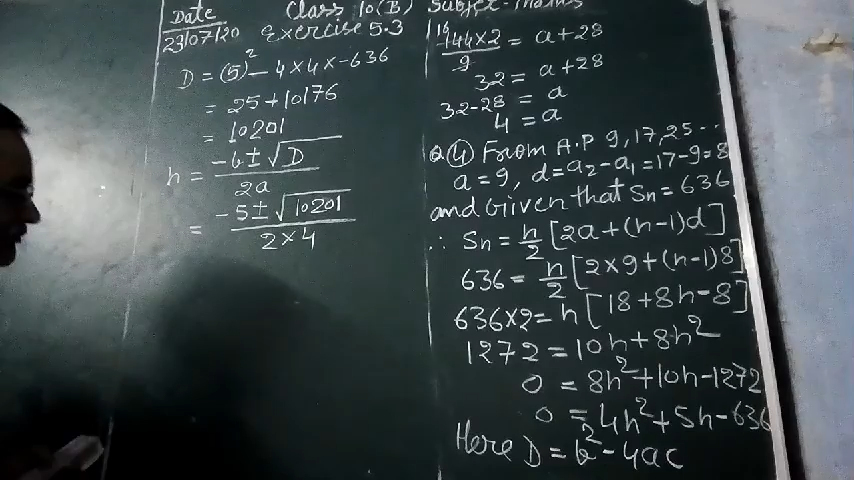 Date Class 10(B) Subject-Maths
23/07/20 Exercise 5.3
D = (5)² - 4×4×-636
= 25+10176
= 10201
n = -b±√D / 2a
= -5±√10201 / 2×4
16 144×2 / 9 = a+28
32 = a+28
32-28 = a
4 = a
Q(4) From A.P 9, 17, 25...
a = 9, d = a₂-a₁ = 17-9 = 8
and Given that Sn = 636
∴ Sn = n/2 [2a+(n-1)d]
636 = n/2 [2×9+(n-1)8]
636×2 = n [18+8n-8]
1272 = 10n+8n²
0 = 8n²+10n-1272
0 = 4n²+5n-636
Here D = b²-4ac